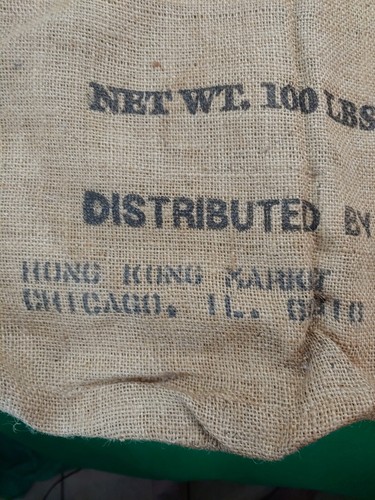 NET WT. 100 LBS
DISTRIBUTED BY
HONG KONG MARKET
CHICAGO, IL.